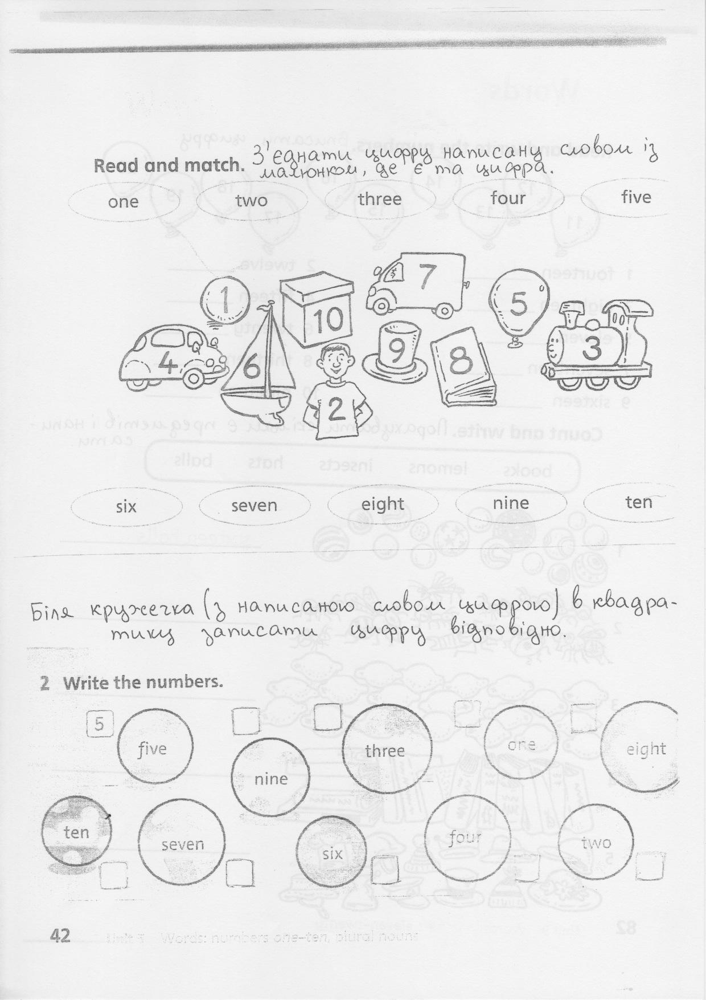 З'єднати цифру написану словом із
Read and match. малюнком, де є та цифра.
one two three four five
1 10 7 5
4 6 2 9 8 3
six seven eight nine ten
Біля кружечка (з написаною словом цифрою) в квадра-
тику записати цифру відповідно.
2 Write the numbers.
5 five nine three one eight
ten seven six four two
42 Unit Words: numbers one–ten, plural nouns